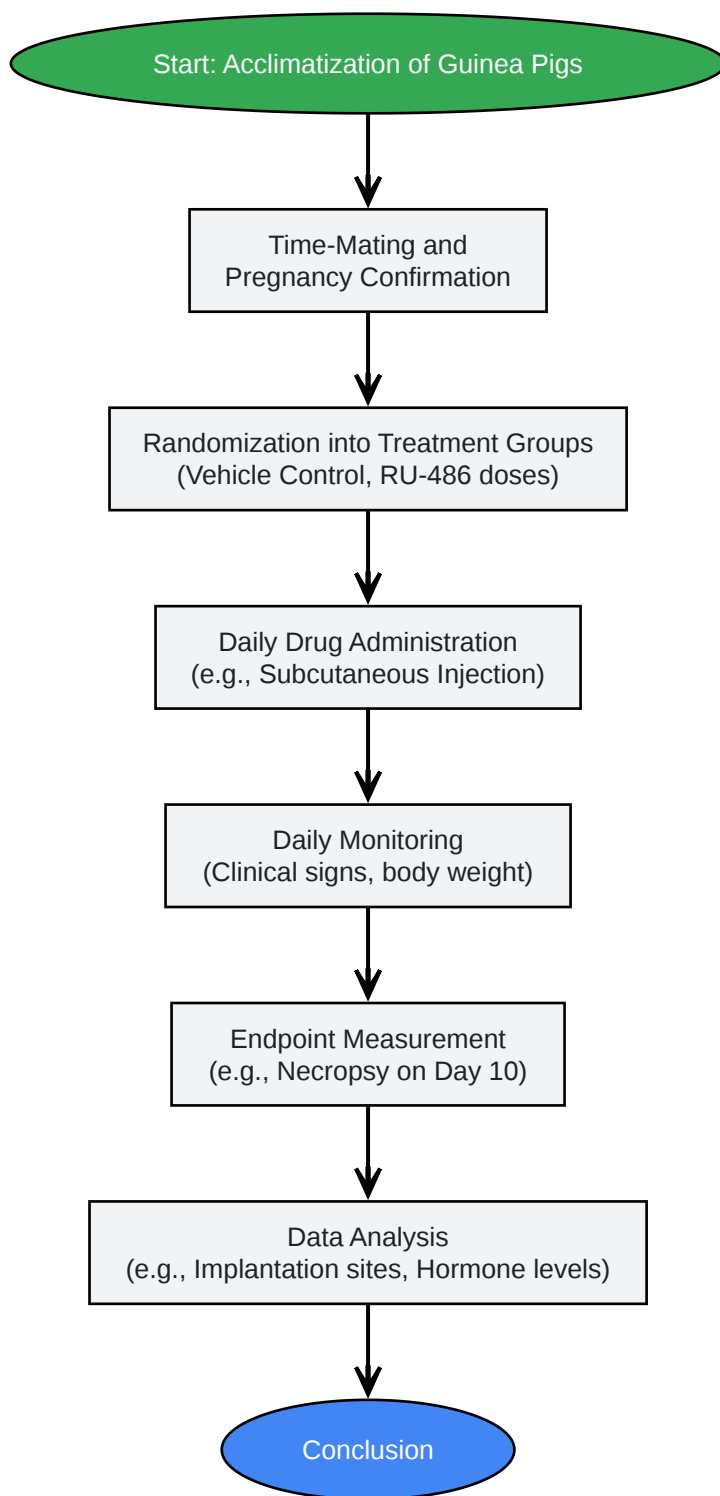 Start: Acclimatization of Guinea Pigs
Time-Mating and
Pregnancy Confirmation
Randomization into Treatment Groups
(Vehicle Control, RU-486 doses)
Daily Drug Administration
(e.g., Subcutaneous Injection)
Daily Monitoring
(Clinical signs, body weight)
Endpoint Measurement
(e.g., Necropsy on Day 10)
Data Analysis
(e.g., Implantation sites, Hormone levels)
Conclusion